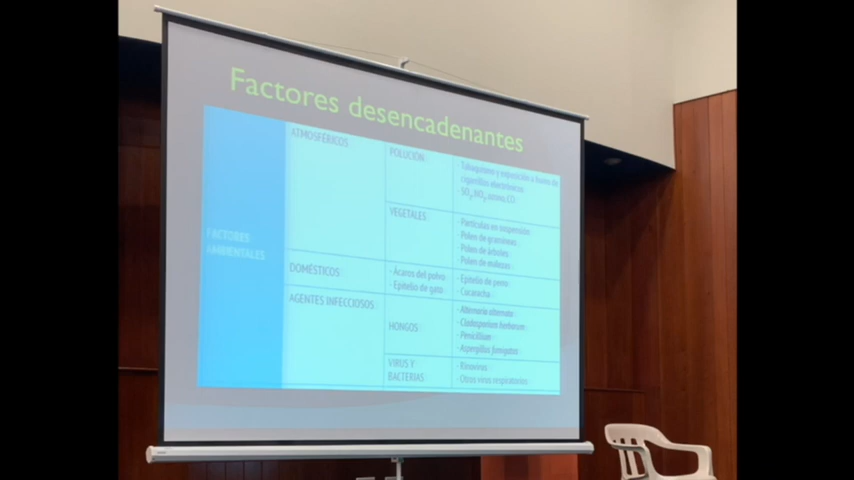 Factores desencadenantes
FACTORES
AMBIENTALES
ATMOSFÉRICOS
POLUCIÓN
- Tabaquismo y exposición a humo de
cigarrillos electrónicos
SO₂, NO₂, ozono, ED.
VEGETALES
- Partículas en suspensión
- Polen de gramíneas
- Polen de árboles
- Polen de malezas
DOMÉSTICOS
- Ácaros del polvo
- Epitelio de gato
- Epitelio de perro
- Cucaracha
AGENTES INFECCIOSOS
HONGOS
- Alternaria alternata
- Cladosporium herbarum
- Penicillium
- Aspergillus fumigatus
VIRUS Y
BACTERIAS
- Rinovirus
- Otros virus respiratorios